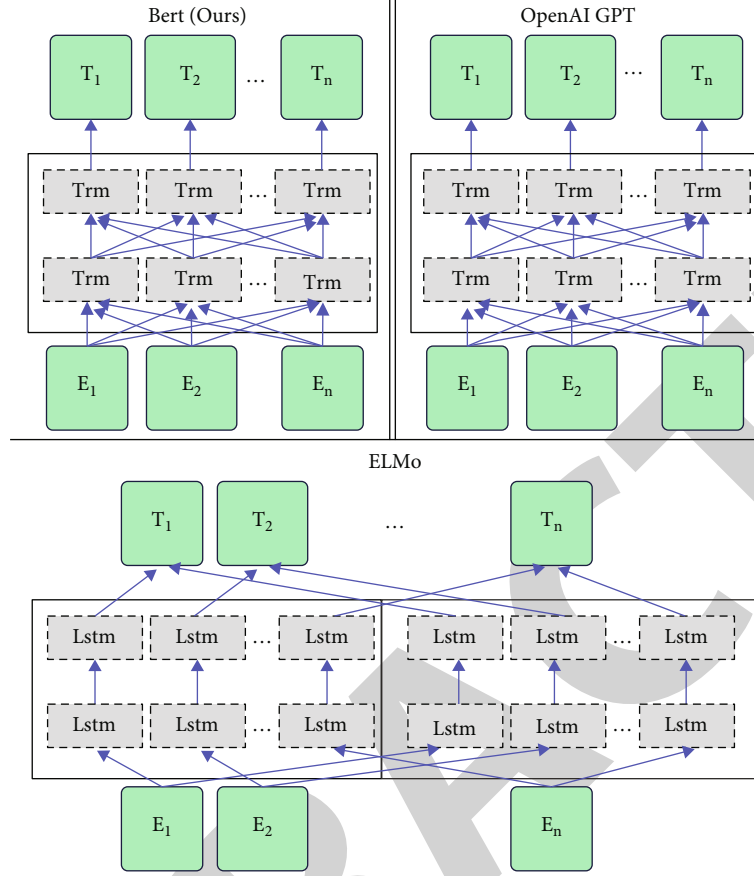 Bert (Ours)
T1 T2 ... Tn
Trm Trm ... Trm
Trm Trm ... Trm
E1 E2 En
OpenAI GPT
T1 T2 ... Tn
Trm Trm ... Trm
Trm Trm ... Trm
E1 E2 En
ELMo
T1 T2 ... Tn
Lstm Lstm ... Lstm Lstm Lstm ... Lstm
Lstm Lstm ... Lstm Lstm Lstm ... Lstm
E1 E2 En